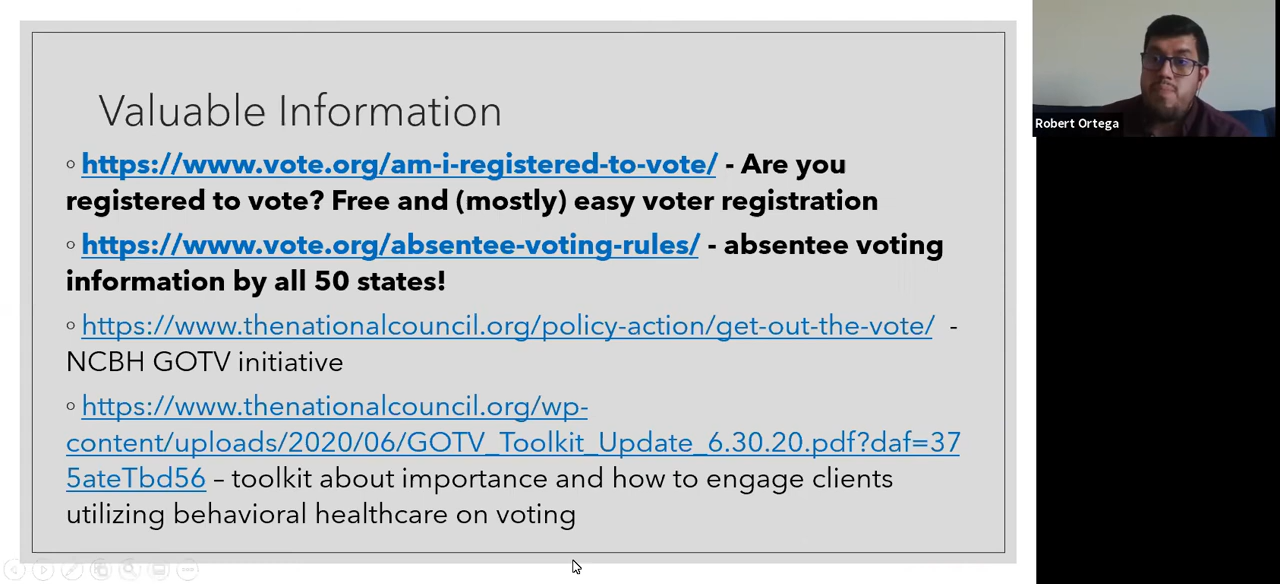 Valuable Information
◦ https://www.vote.org/am-i-registered-to-vote/ - Are you
registered to vote? Free and (mostly) easy voter registration
◦ https://www.vote.org/absentee-voting-rules/ - absentee voting
information by all 50 states!
◦ https://www.thenationalcouncil.org/policy-action/get-out-the-vote/ -
NCBH GOTV initiative
◦ https://www.thenationalcouncil.org/wp-
content/uploads/2020/06/GOTV_Toolkit_Update_6.30.20.pdf?daf=37
5ateTbd56 – toolkit about importance and how to engage clients
utilizing behavioral healthcare on voting
Robert Ortega